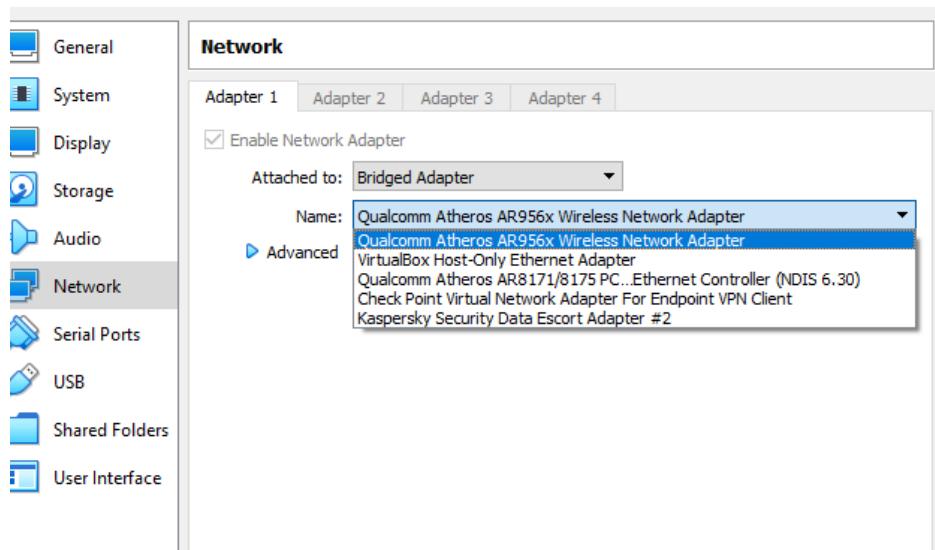 General
System
Display
Storage
Audio
Network
Serial Ports
USB
Shared Folders
User Interface
Network
Adapter 1 Adapter 2 Adapter 3 Adapter 4
Enable Network Adapter
Attached to: Bridged Adapter
Name: Qualcomm Atheros AR956x Wireless Network Adapter
Qualcomm Atheros AR956x Wireless Network Adapter
VirtualBox Host-Only Ethernet Adapter
Qualcomm Atheros AR8171/8175 PC...Ethernet Controller (NDIS 6.30)
Check Point Virtual Network Adapter For Endpoint VPN Client
Kaspersky Security Data Escort Adapter #2
Advanced